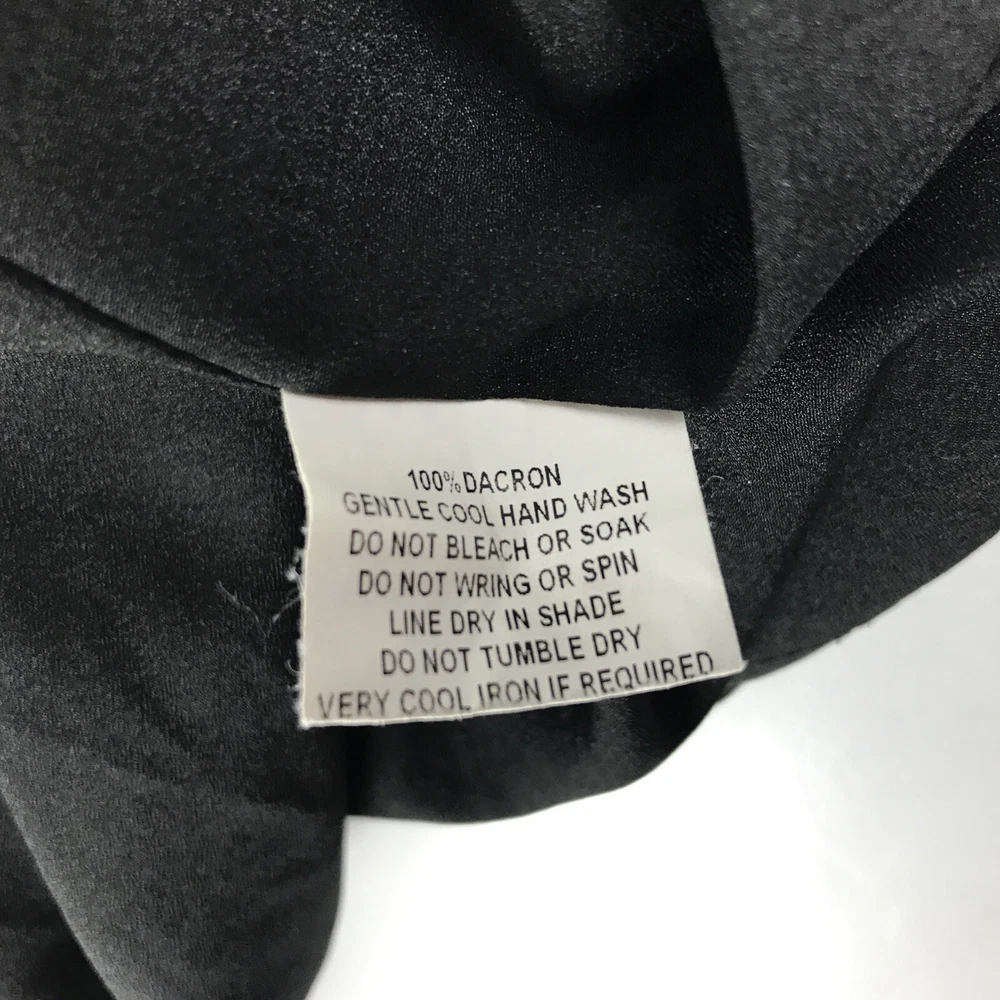 100% DACRON
GENTLE COOL HAND WASH
DO NOT BLEACH OR SOAK
DO NOT WRING OR SPIN
LINE DRY IN SHADE
DO NOT TUMBLE DRY
VERY COOL IRON IF REQUIRED